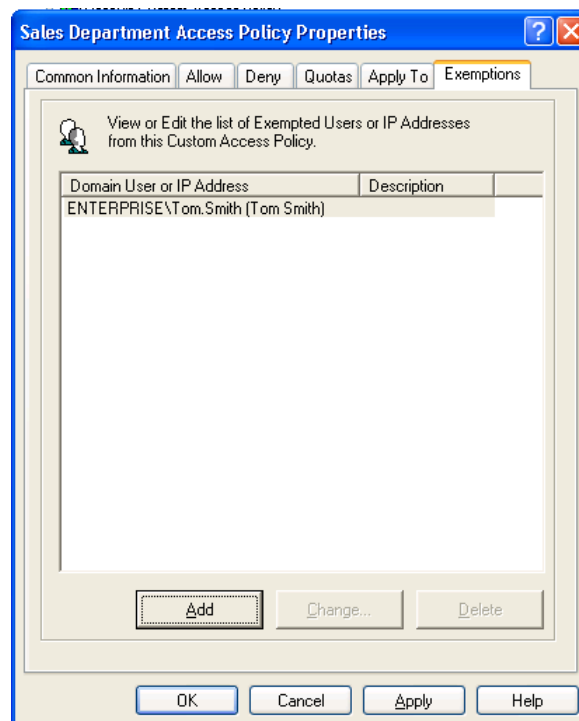 Sales Department Access Policy Properties
Common Information Allow Deny Quotas Apply To Exemptions
View or Edit the list of Exempted Users or IP Addresses
from this Custom Access Policy.
Domain User or IP Address Description
ENTERPRISE\Tom.Smith (Tom Smith)
Add Change... Delete
OK Cancel Apply Help